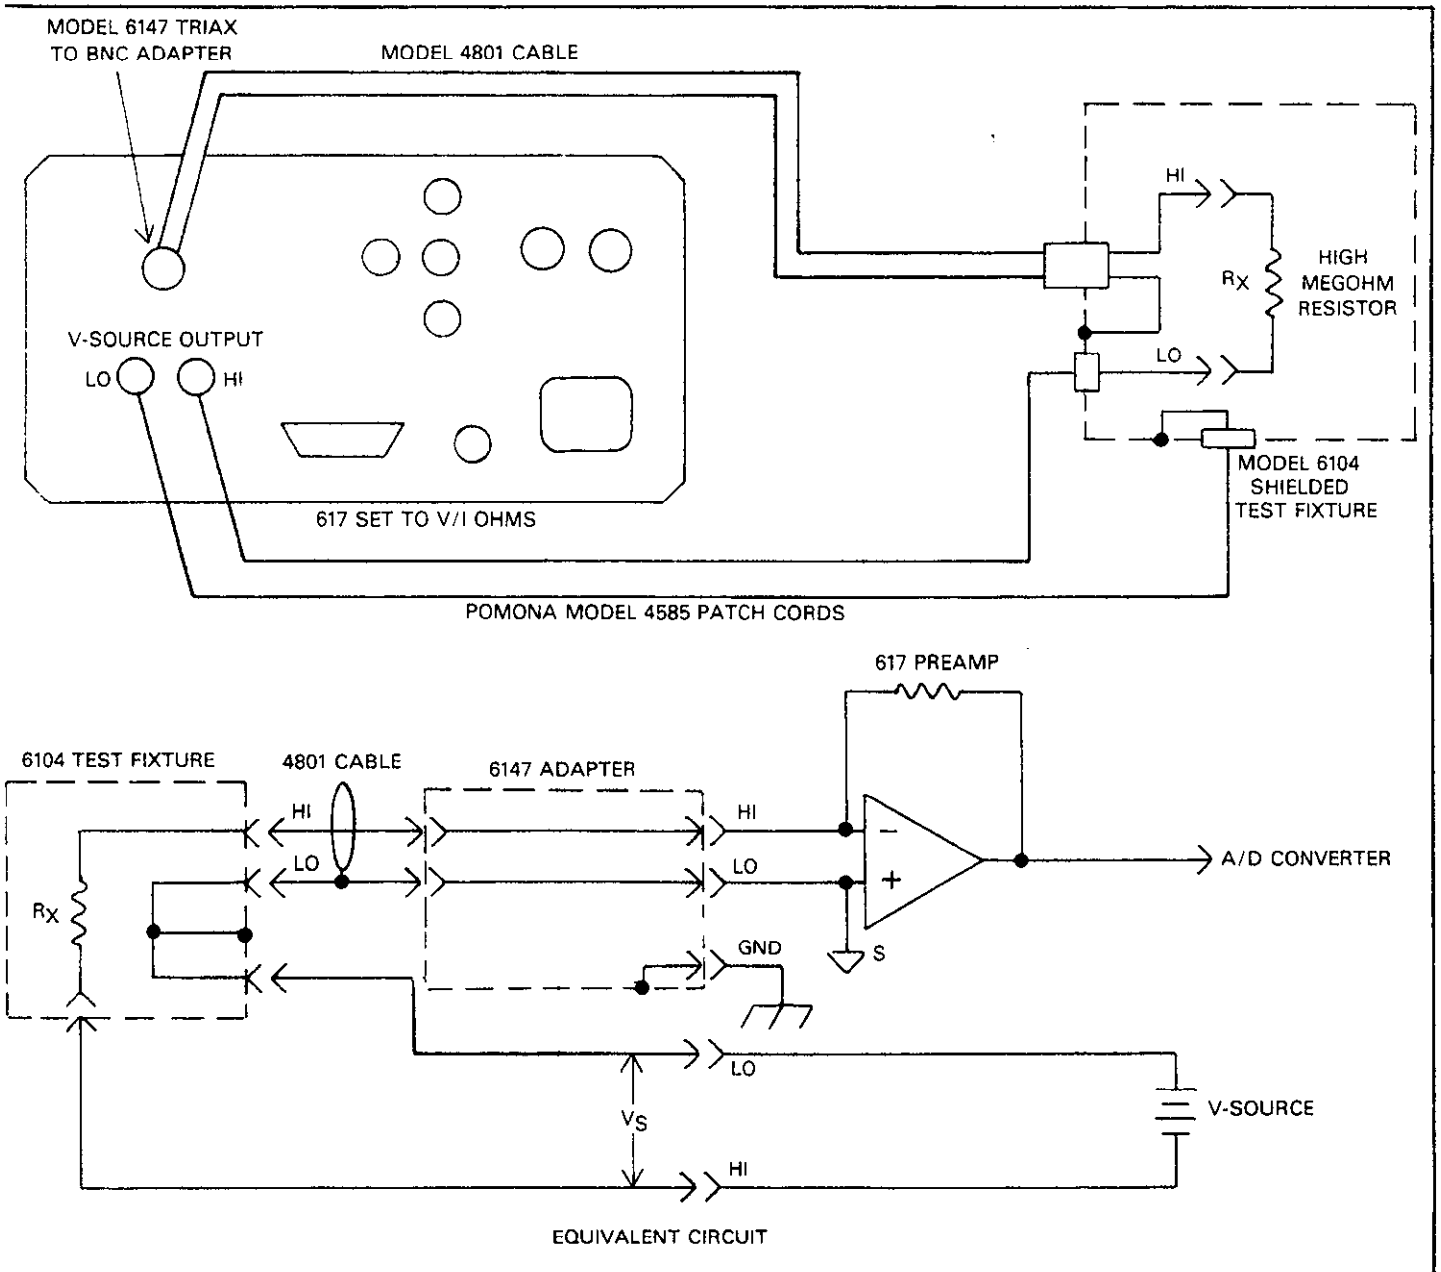 MODEL 6147 TRIAX
TO BNC ADAPTER
MODEL 4801 CABLE
HI
RX
HIGH
MEGOHM
RESISTOR
V-SOURCE OUTPUT
LO
HI
LO
MODEL 6104
SHIELDED
TEST FIXTURE
617 SET TO V/I OHMS
POMONA MODEL 4585 PATCH CORDS
617 PREAMP
6104 TEST FIXTURE
4801 CABLE
6147 ADAPTER
HI
HI
−
LO
LO
+
A/D CONVERTER
RX
GND
S
LO
VS
V-SOURCE
HI
EQUIVALENT CIRCUIT